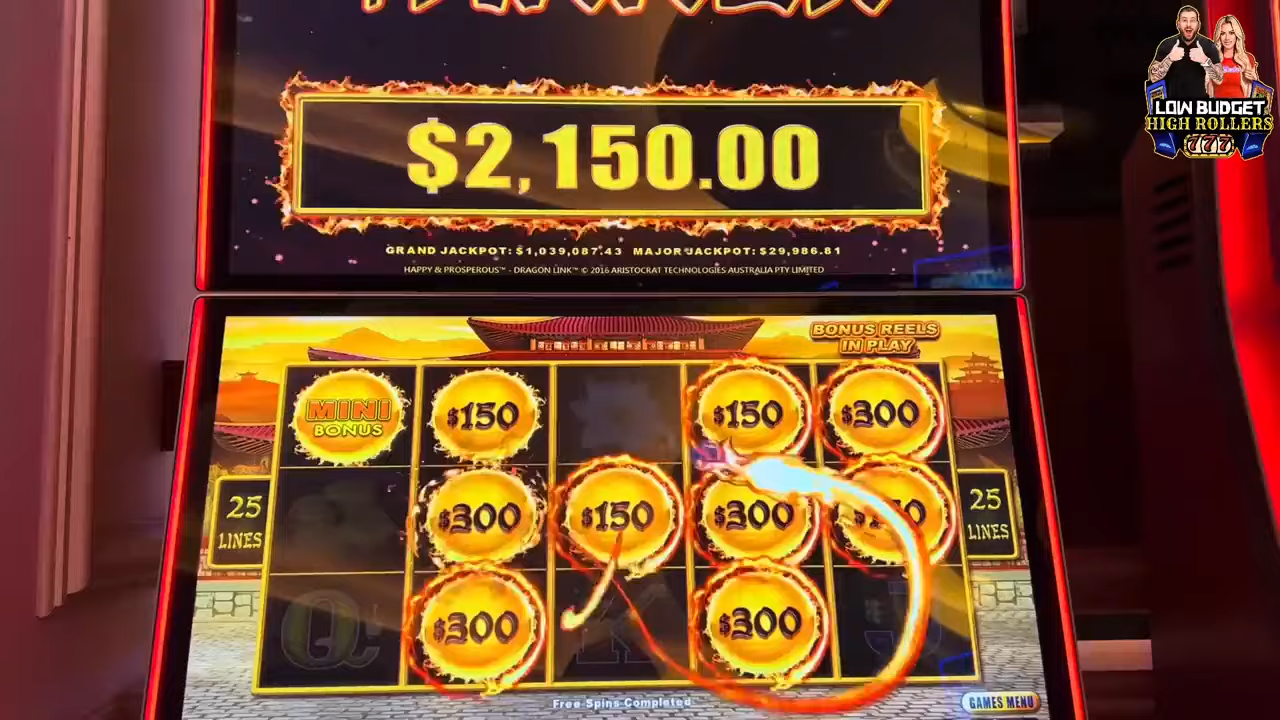 LOW BUDGET
HIGH ROLLERS
777
$2,150.00
GRAND JACKPOT: $1,039,087.43 MAJOR JACKPOT: $29,986.81
HAPPY & PROSPEROUS™ - DRAGON LINK™ © 2016 ARISTOCRAT TECHNOLOGIES AUSTRALIA PTY LIMITED
BONUS REELS
IN PLAY
MINI
BONUS
$150
$150
$300
25
LINES
$300
$150
$300
25
LINES
$300
$300
Q
K
J
Free Spins Completed
GAMES MENU